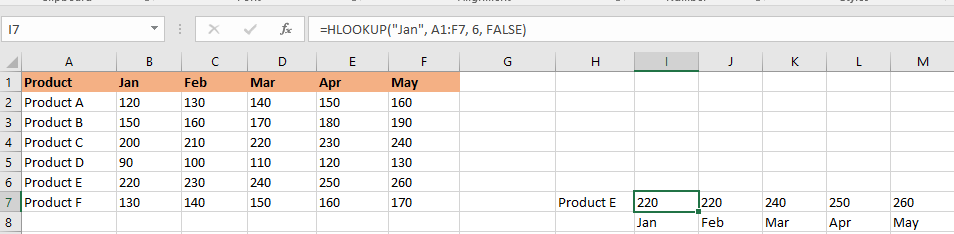 I7 fx =HLOOKUP("Jan", A1:F7, 6, FALSE)
A B C D E F G H I J K L M
1 Product Jan Feb Mar Apr May
2 Product A 120 130 140 150 160
3 Product B 150 160 170 180 190
4 Product C 200 210 220 230 240
5 Product D 90 100 110 120 130
6 Product E 220 230 240 250 260
7 Product F 130 140 150 160 170 Product E 220 220 240 250 260
8 Jan Feb Mar Apr May